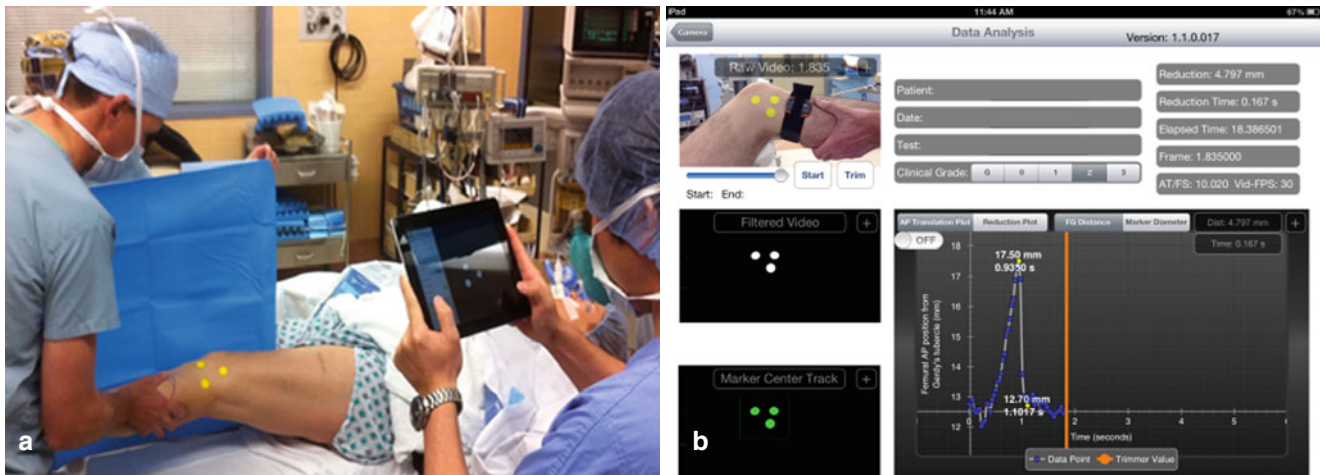 a
iPad
11:44 AM
67%
Camera
Data Analysis
Version: 1.1.0.017
Raw Video: 1.835
Start
Trim
Start: End:
Patient:
Date:
Test:
Clinical Grade: G 0 1 2 3
Reduction: 4.797 mm
Reduction Time: 0.167 s
Elapsed Time: 18.386501
Frame: 1.835000
AT/FS: 10.020 Vid-FPS: 30
Filtered Video +
Marker Center Track +
AP Translation Plot
Reduction Plot
FG Distance
Marker Diameter
Dist: 4.797 mm
+
OFF
Time: 0.167 s
Femoral AP position from
Gerdy's tubercle (mm)
18
17
16
15
14
13
12
17.50 mm
0.9350 s
12.70 mm
1.1017 s
0 1 2 3 4 5 6
Time (seconds)
Data Point
Trimmer Value
b